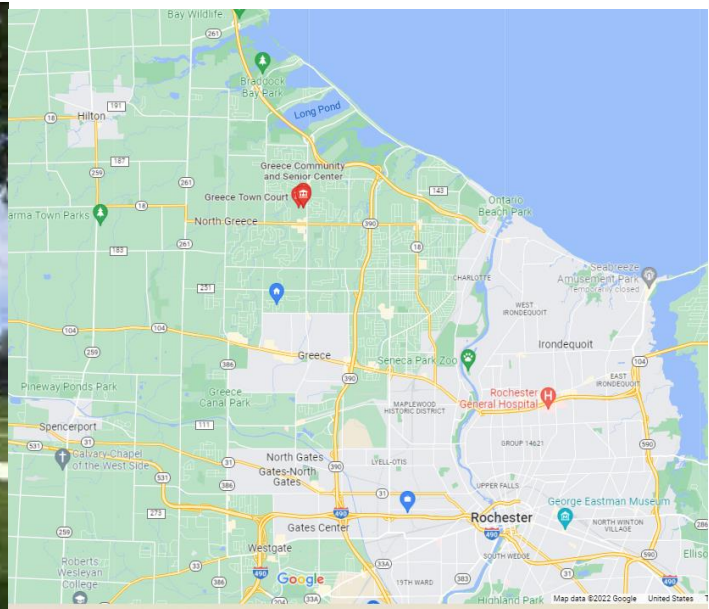 Bay Wildlife
261
Braddock
Bay Park
Long Pond
18
Hilton
191
187
259
261
Greece Community
and Senior Center
Greece Town Court
143
Ontario
Beach Park
arma Town Parks
18
North Greece
390
18
183
261
Seabreeze
Amusement Park
Temporarily closed
CHARLOTTE
251
WEST
IRONDEQUOIT
104
104
Irondequoit
259
Greece
Seneca Park Zoo
386
104
390
EAST
IRONDEQUOIT
Pineway Ponds Park
Greece
Canal Park
Rochester
General Hospital
MAPLEWOOD
HISTORIC DISTRICT
111
Spencerport
531
31
GROUP 14621
590
Calvary Chapel
of the West Side
31
North Gates
Gates-North
Gates
LYELL-OTIS
390
531
386
31
UPPER FALLS
George Eastman Museum
273
490
Rochester
NORTH WINTON
VILLAGE
286
Gates Center
490
Westgate
SOUTH WEDGE
590
Elliso
Roberts
Wesleyan
College
33
490
Google
33A
19TH WARD
383
Highland Park
204
Map data ©2022 Google
United States
T